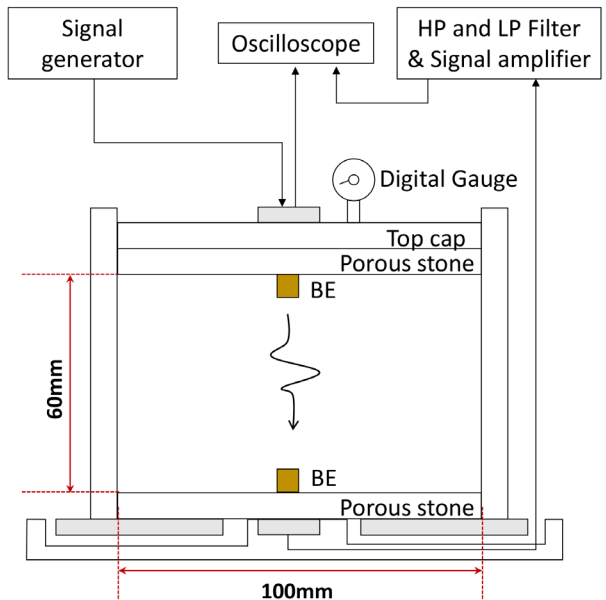 Signal
generator
Oscilloscope
HP and LP Filter
& Signal amplifier
Digital Gauge
Top cap
Porous stone
BE
60mm
BE
Porous stone
100mm